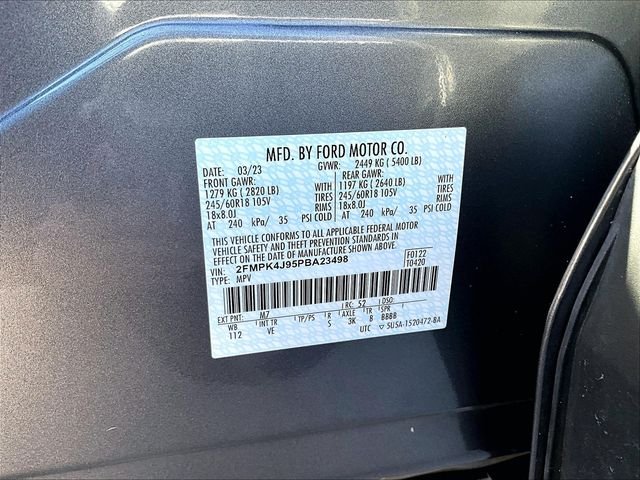 MFD. BY FORD MOTOR CO.
DATE: 03/23 GVWR: 2449 KG ( 5400 LB)
FRONT GAWR: REAR GAWR:
1279 KG ( 2820 LB) WITH 1197 KG ( 2640 LB) WITH
245/60R18 105V TIRES 245/60R18 105V TIRES
18x8.0J RIMS 18x8.0J RIMS
AT 240 kPa/ 35 PSI COLD AT 240 kPa/ 35 PSI COLD
THIS VEHICLE CONFORMS TO ALL APPLICABLE FEDERAL MOTOR
VEHICLE SAFETY AND THEFT PREVENTION STANDARDS IN
EFFECT ON THE DATE OF MANUFACTURE SHOWN ABOVE.
VIN: 2FMPK4J95PBA23498 F0122
TYPE: MPV T0420
EXT PNT: M7 RC: 52 DSO:
WB INT TR TP/PS R AXLE TR SPR
112 VE S 3K B BBBB
UTC ▽5U5A-1520472-BA